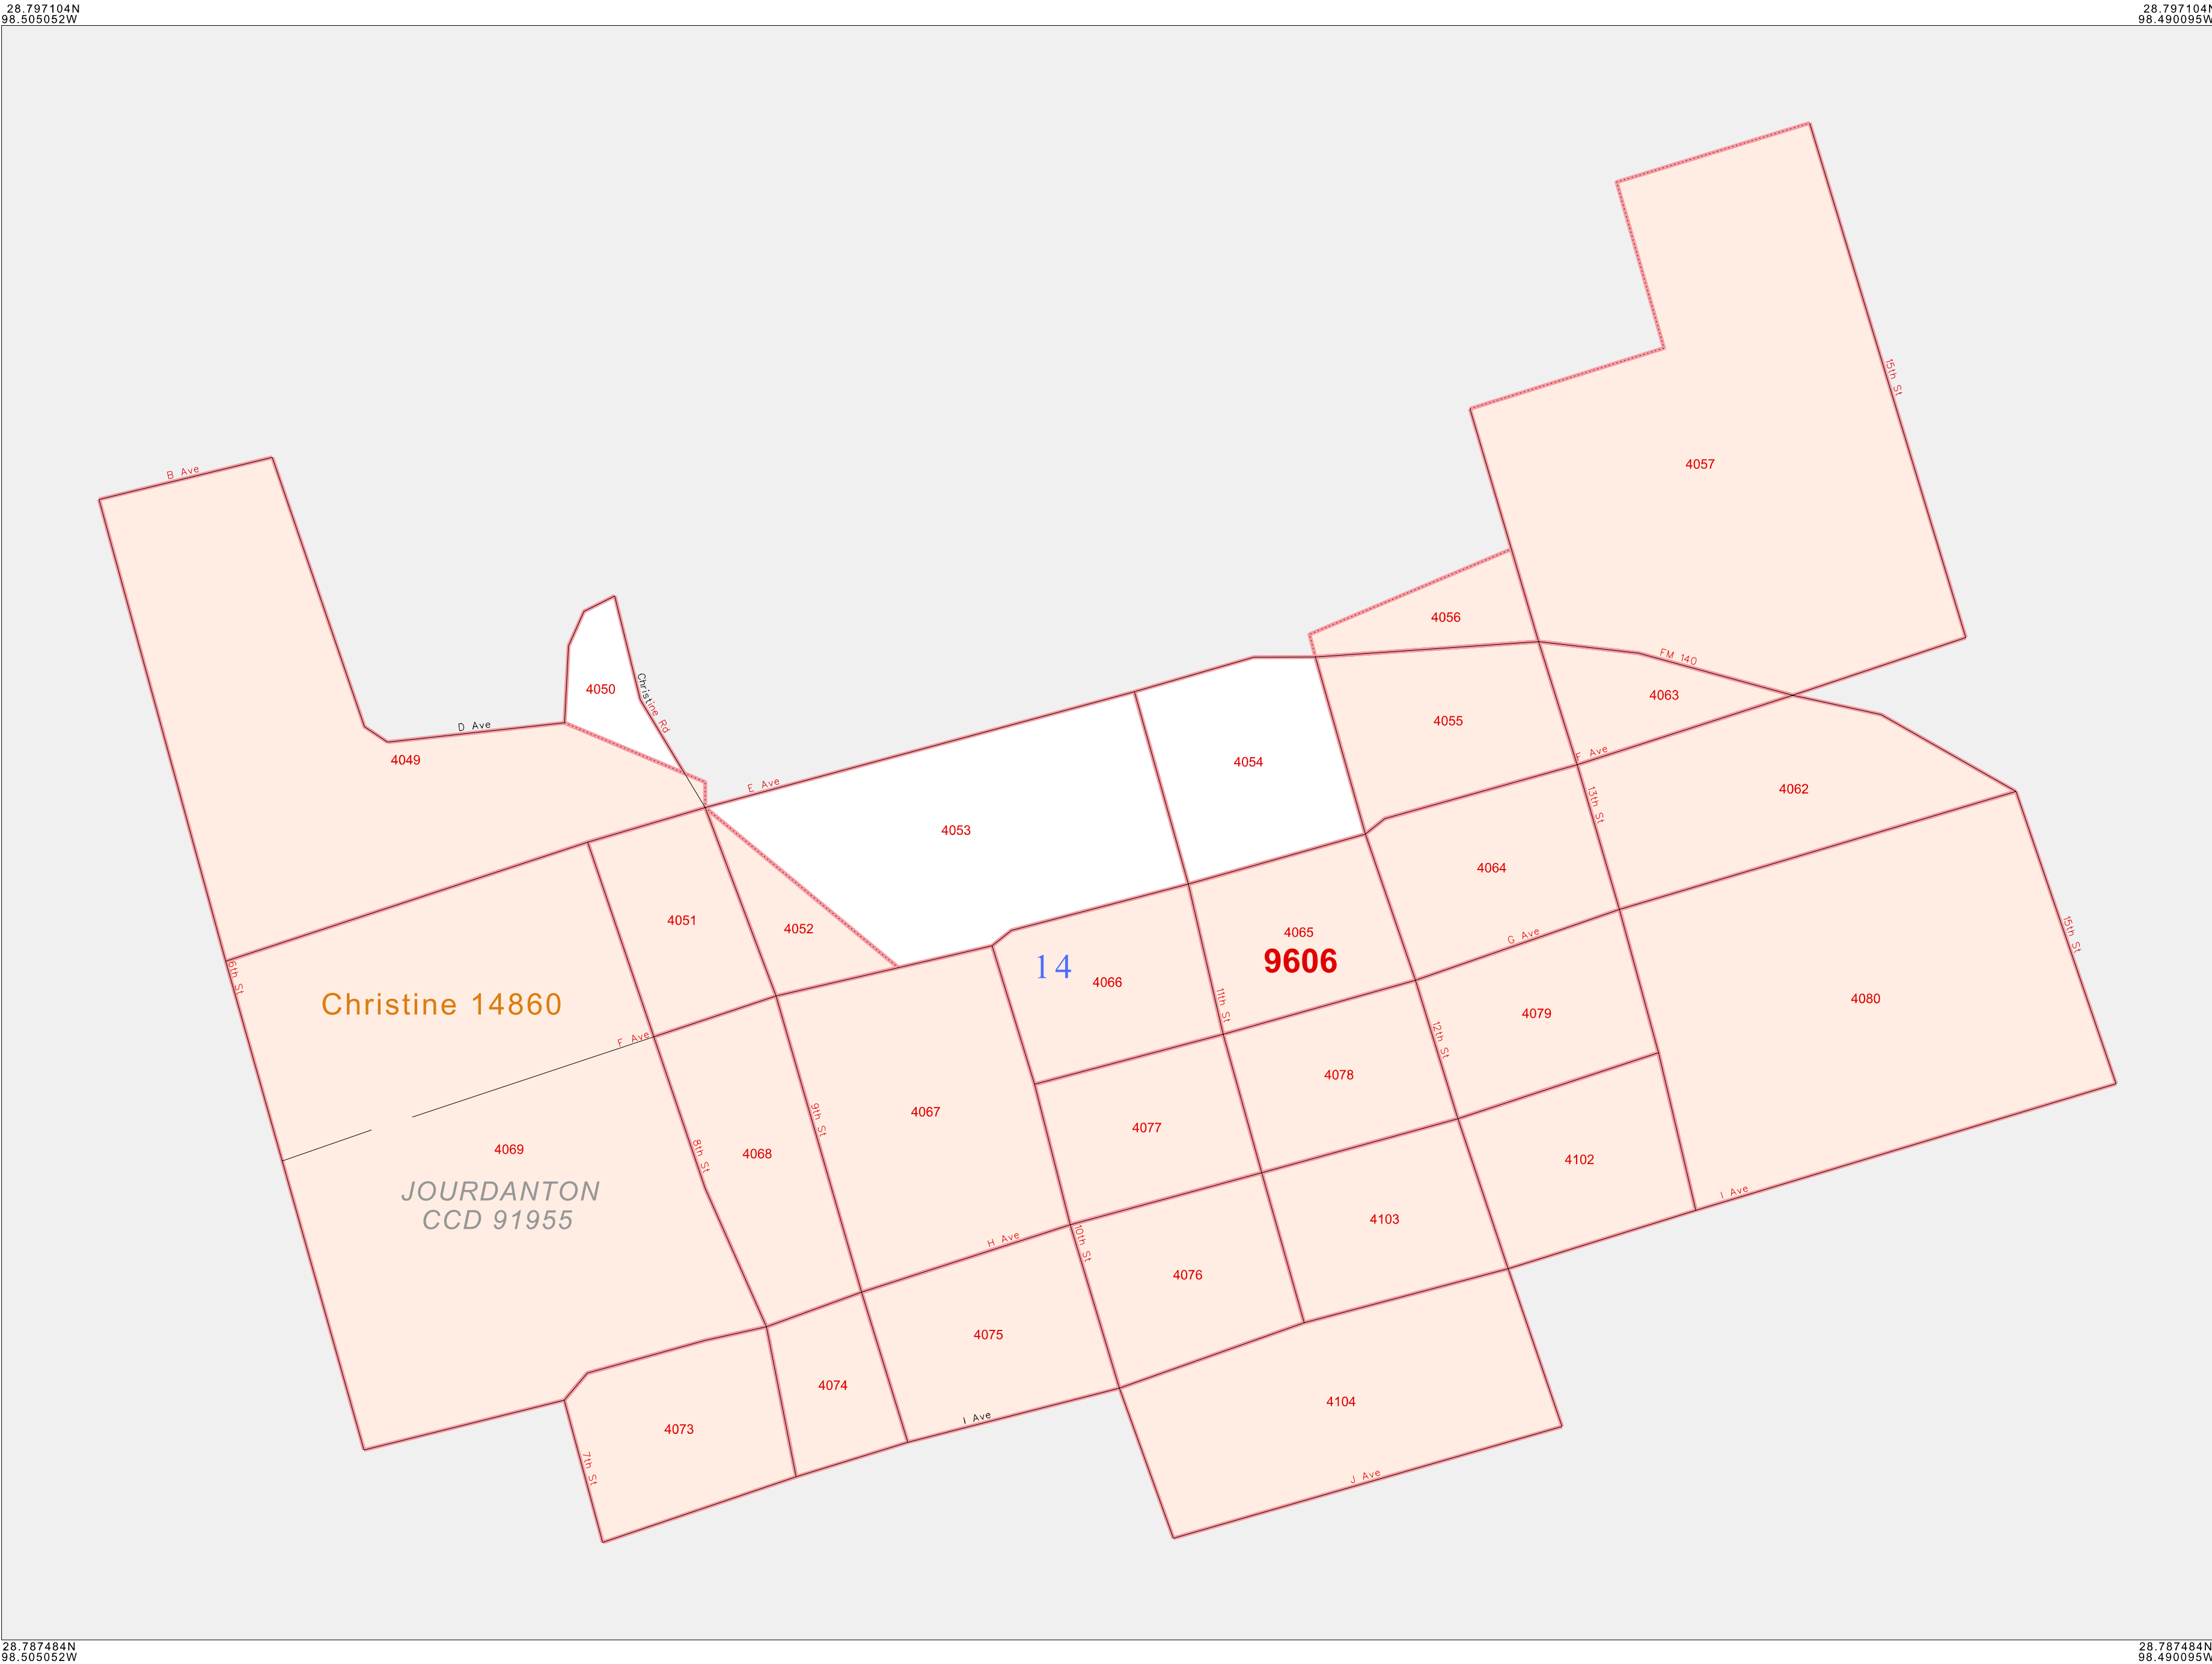 28.797104N
98.505052W
28.797104N
98.490095W
15th St
B Ave
4057
4056
FM 140
4050
Christine Rd
4063
4055
D Ave
4049
F Ave
4054
E Ave
4062
13th St
4053
4064
4051
4052
4065
G Ave
15th St
9606
14
4066
6th St
4080
Christine 14860
11th St
4079
12th St
F Ave
4078
4067
9th St
4077
4069
8th St
4068
4102
JOURDANTON
CCD 91955
I Ave
4103
H Ave
10th St
4076
4075
4074
4104
I Ave
4073
7th St
J Ave
28.787484N
98.505052W
28.787484N
98.490095W